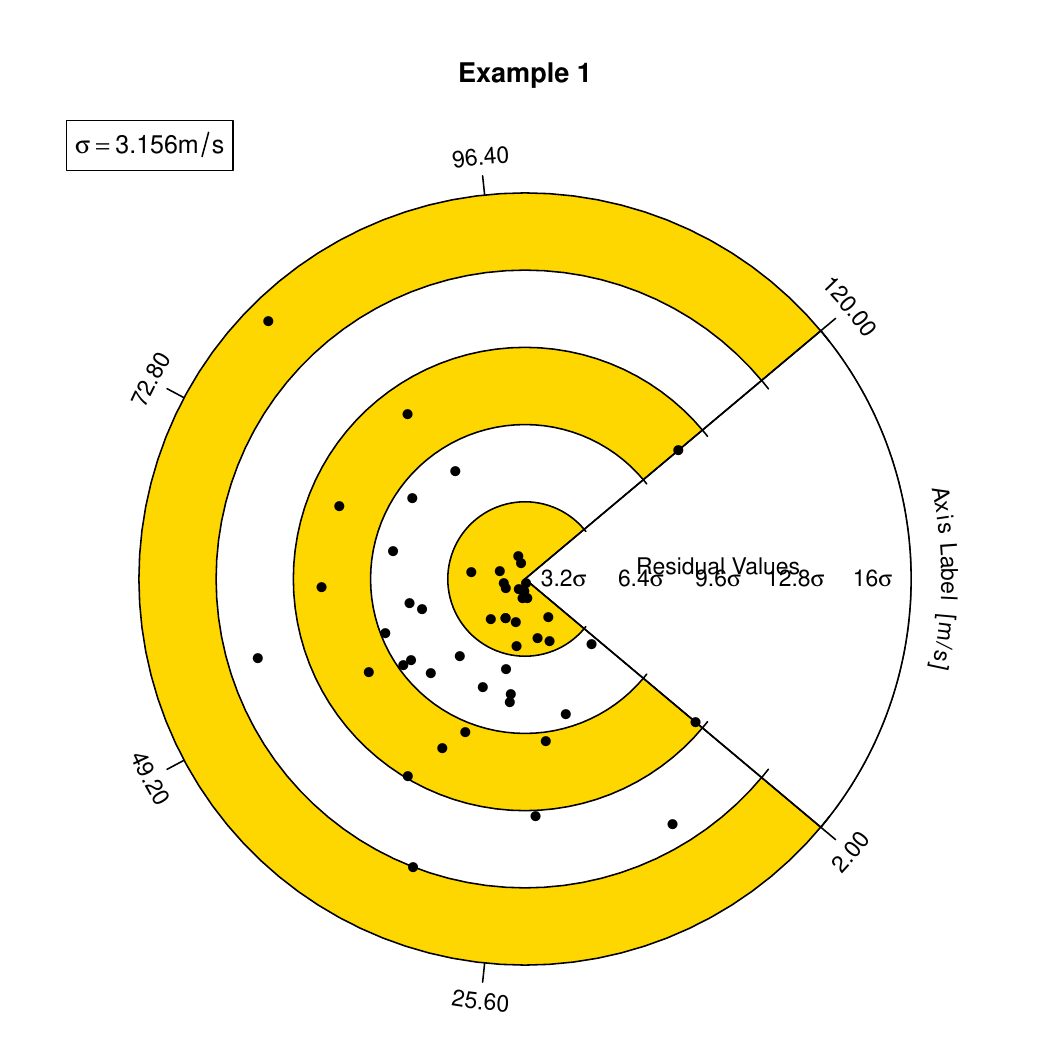 Example 1
σ = 3.156m/s
96.40
120.00
72.80
Axis Label [m/s]
Residual Values
3.2σ 6.4σ 9.6σ 12.8σ 16σ
49.20
2.00
25.60